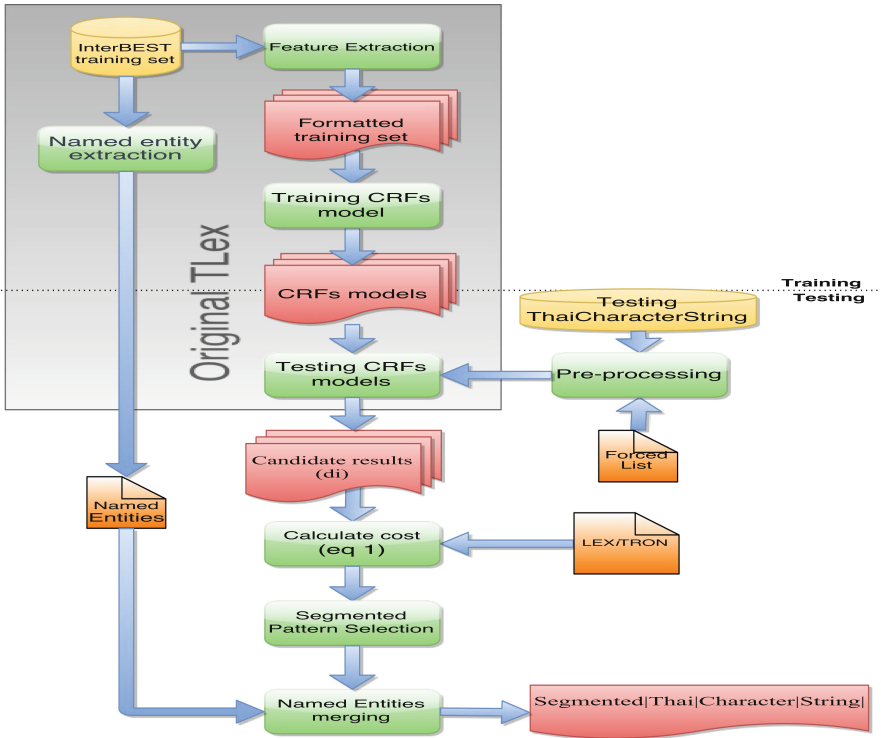 InterBEST
training set
Feature Extraction
Named entity
extraction
Formatted
training set
Training CRFs
model
Original TLex
CRFs models
Training
Testing
Testing
ThaiCharacterString
Testing CRFs
models
Pre-processing
Forced
List
Candidate results
(di)
Named
Entities
Calculate cost
(eq 1)
LEX/TRON
Segmented
Pattern Selection
Named Entities
merging
Segmented|Thai|Character|String|